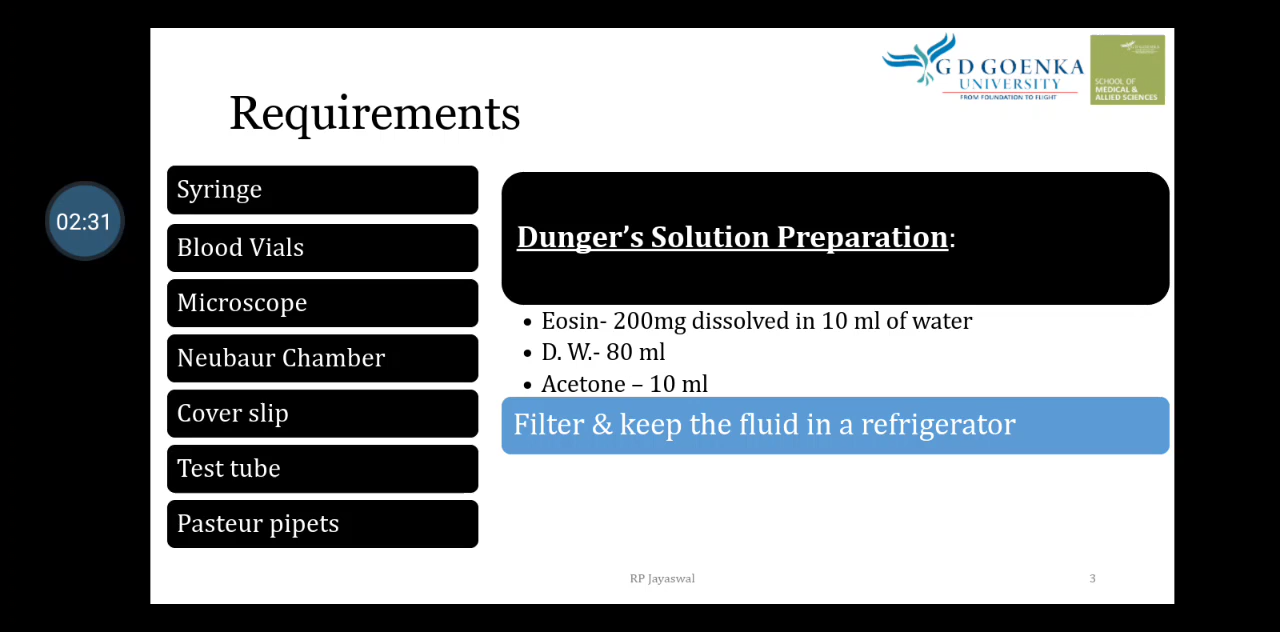 G D GOENKA
UNIVERSITY
FROM FOUNDATION TO FLIGHT
SCHOOL OF
MEDICAL &
ALLIED SCIENCES
Requirements
02:31
Syringe
Blood Vials
Microscope
Neubaur Chamber
Cover slip
Test tube
Pasteur pipets
Dunger's Solution Preparation:
• Eosin- 200mg dissolved in 10 ml of water
• D. W.- 80 ml
• Acetone – 10 ml
Filter & keep the fluid in a refrigerator
RP Jayaswal
3